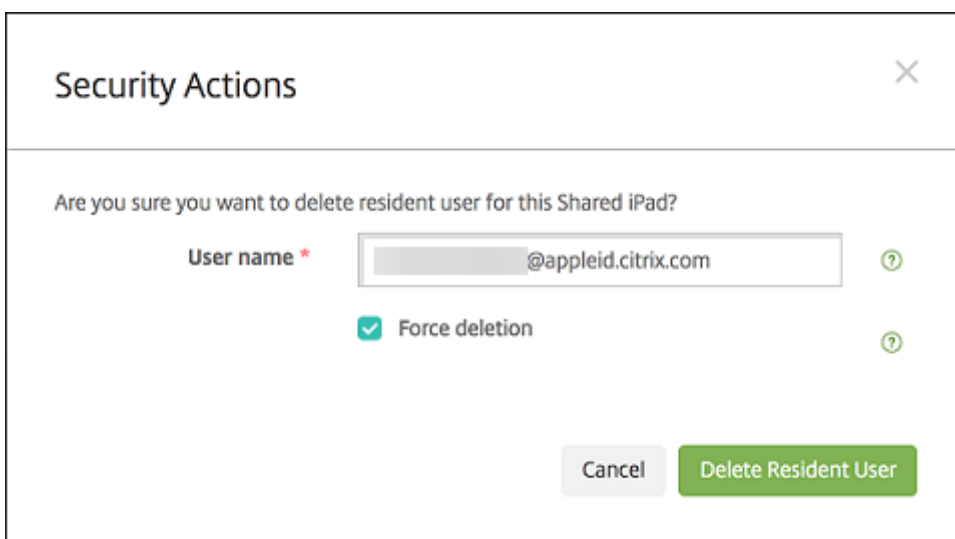 Security Actions
Are you sure you want to delete resident user for this Shared iPad?
User name *
@appleid.citrix.com
?
Force deletion
?
Cancel
Delete Resident User